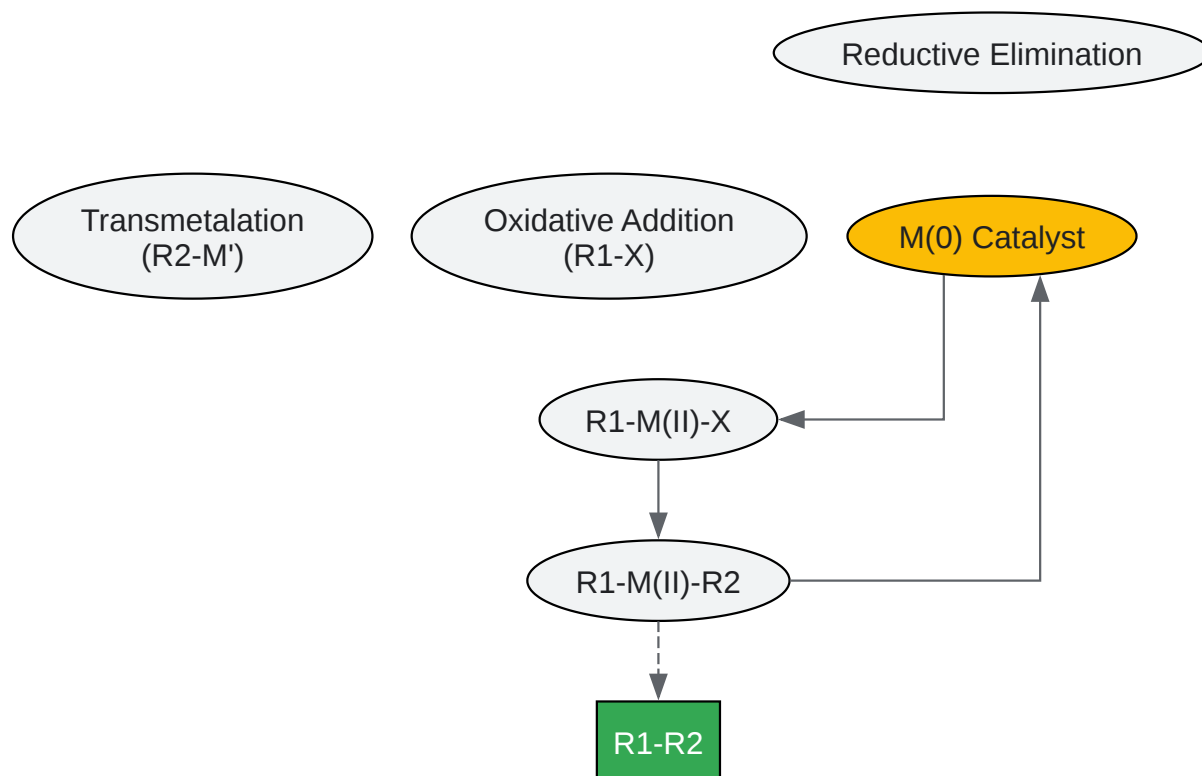 Reductive Elimination
Transmetalation
(R2-M')
Oxidative Addition
(R1-X)
M(0) Catalyst
R1-M(II)-X
R1-M(II)-R2
R1-R2